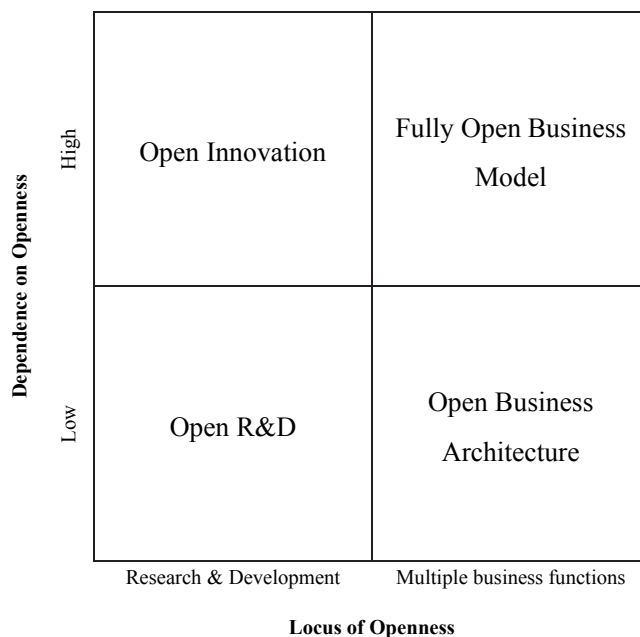 Dependence on Openness
High
Open Innovation
Fully Open Business
Model
Low
Open R&D
Open Business
Architecture
Research & Development
Multiple business functions
Locus of Openness